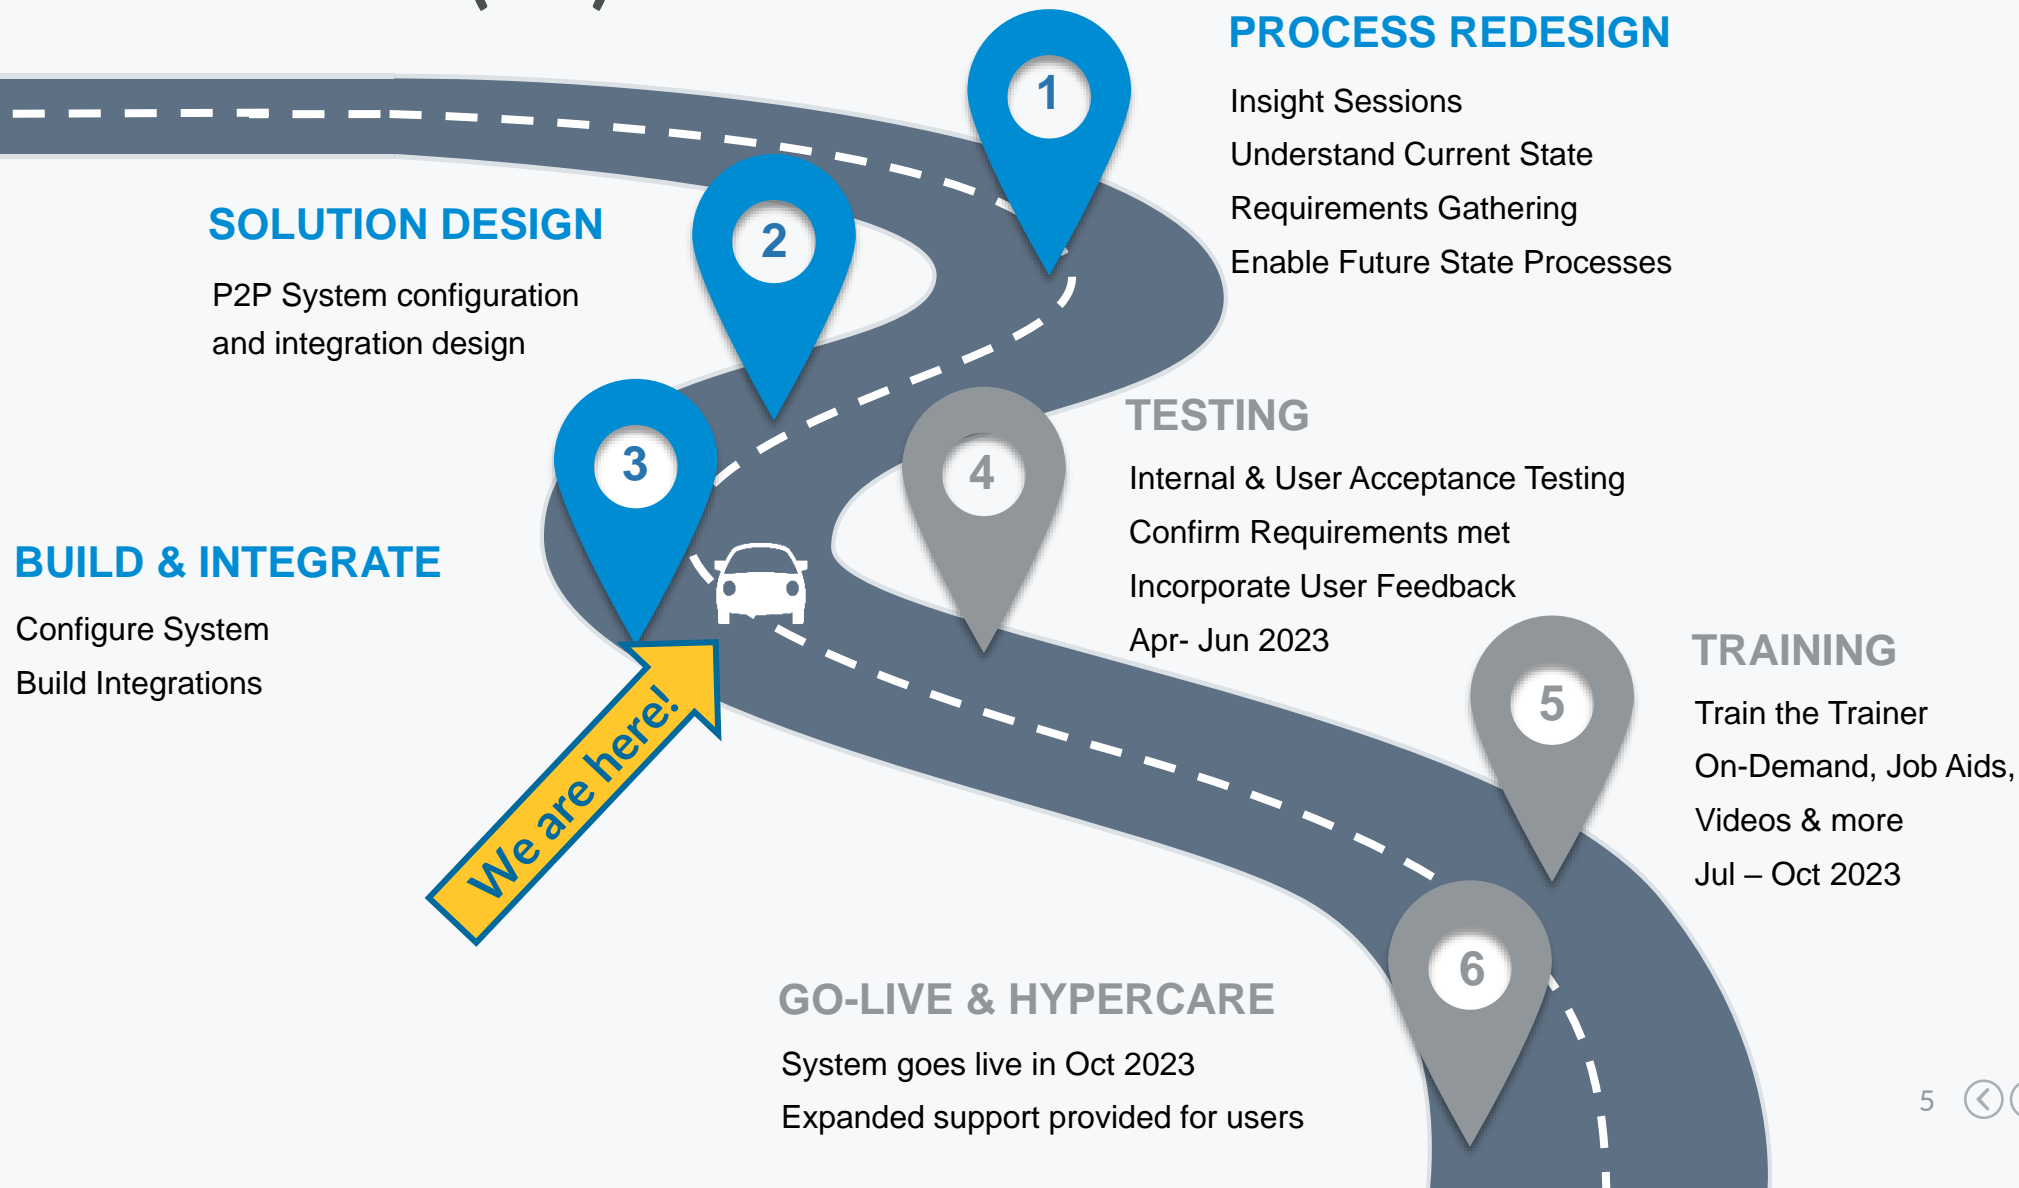 1
PROCESS REDESIGN
Insight Sessions
Understand Current State
Requirements Gathering
Enable Future State Processes
2
SOLUTION DESIGN
P2P System configuration
and integration design
3
BUILD & INTEGRATE
Configure System
Build Integrations
We are here!
4
TESTING
Internal & User Acceptance Testing
Confirm Requirements met
Incorporate User Feedback
Apr- Jun 2023
5
TRAINING
Train the Trainer
On-Demand, Job Aids,
Videos & more
Jul – Oct 2023
6
GO-LIVE & HYPERCARE
System goes live in Oct 2023
Expanded support provided for users
5